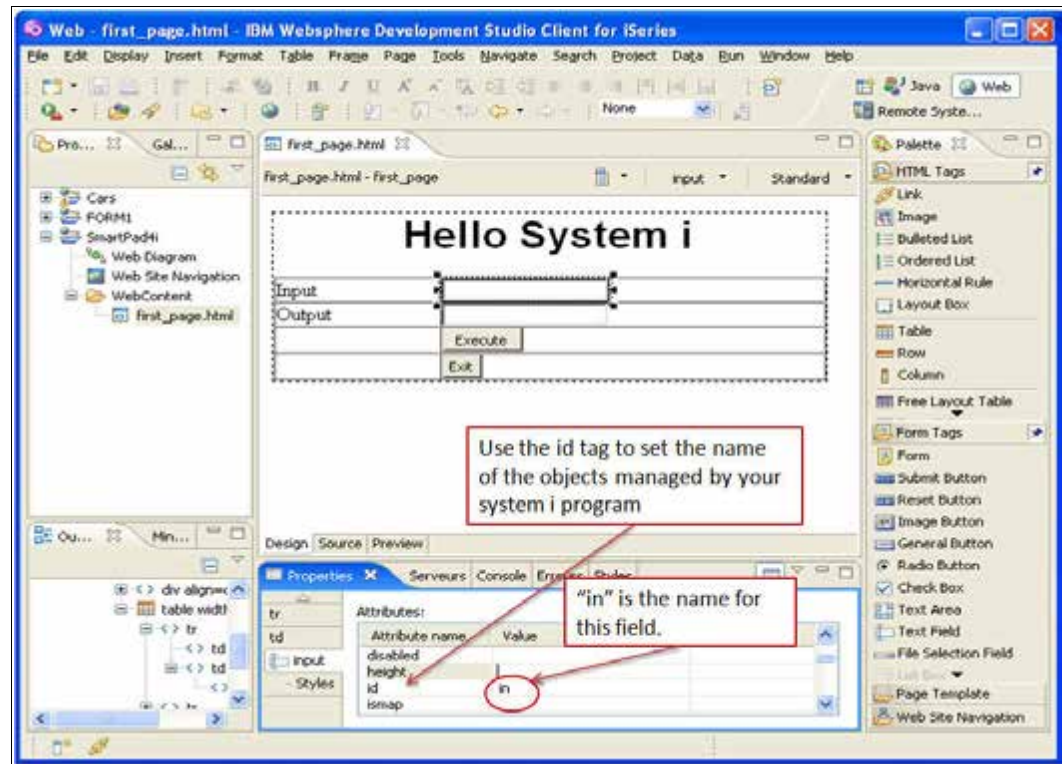 Web - first_page.html - IBM Websphere Development Studio Client for iSeries
File Edit Display Insert Format Table Frame Page Tools Navigate Search Project Data Run Window Help
None
Java Web
Remote Syste...
Pro... Gal...
Cars
FORM1
SmartPad4i
Web Diagram
Web Site Navigation
WebContent
first_page.html
first_page.html
first_page.html - first_page input Standard
Hello System i
Input
Output
Execute
Exit
Use the id tag to set the name
of the objects managed by your
system i program
Design Source Preview
Palette
HTML Tags
Link
Image
Bulleted List
Ordered List
Horizontal Rule
Layout Box
Table
Row
Column
Free Layout Table
Form Tags
Form
Submit Button
Reset Button
Image Button
General Button
Radio Button
Check Box
Text Area
Text Field
File Selection Field
List Box
Page Template
Web Site Navigation
Ou... Min...
div align=c
table widtl
tr
td
td
tr
Properties Serveurs Console
tr
td
input
- Styles
Attributes:
Attribute name Value
disabled
height
id in
ismap
"in" is the name for
this field.